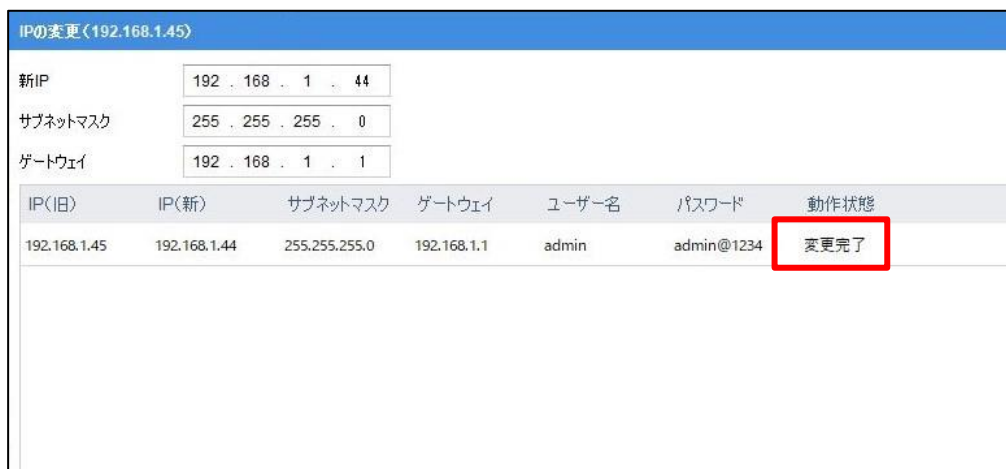 IPの変更(192.168.1.45)
新IP 192 . 168 . 1 . 44
サブネットマスク 255 . 255 . 255 . 0
ゲートウェイ 192 . 168 . 1 . 1
IP(旧) IP(新) サブネットマスク ゲートウェイ ユーザー名 パスワード 動作状態
192.168.1.45 192.168.1.44 255.255.255.0 192.168.1.1 admin admin@1234 変更完了